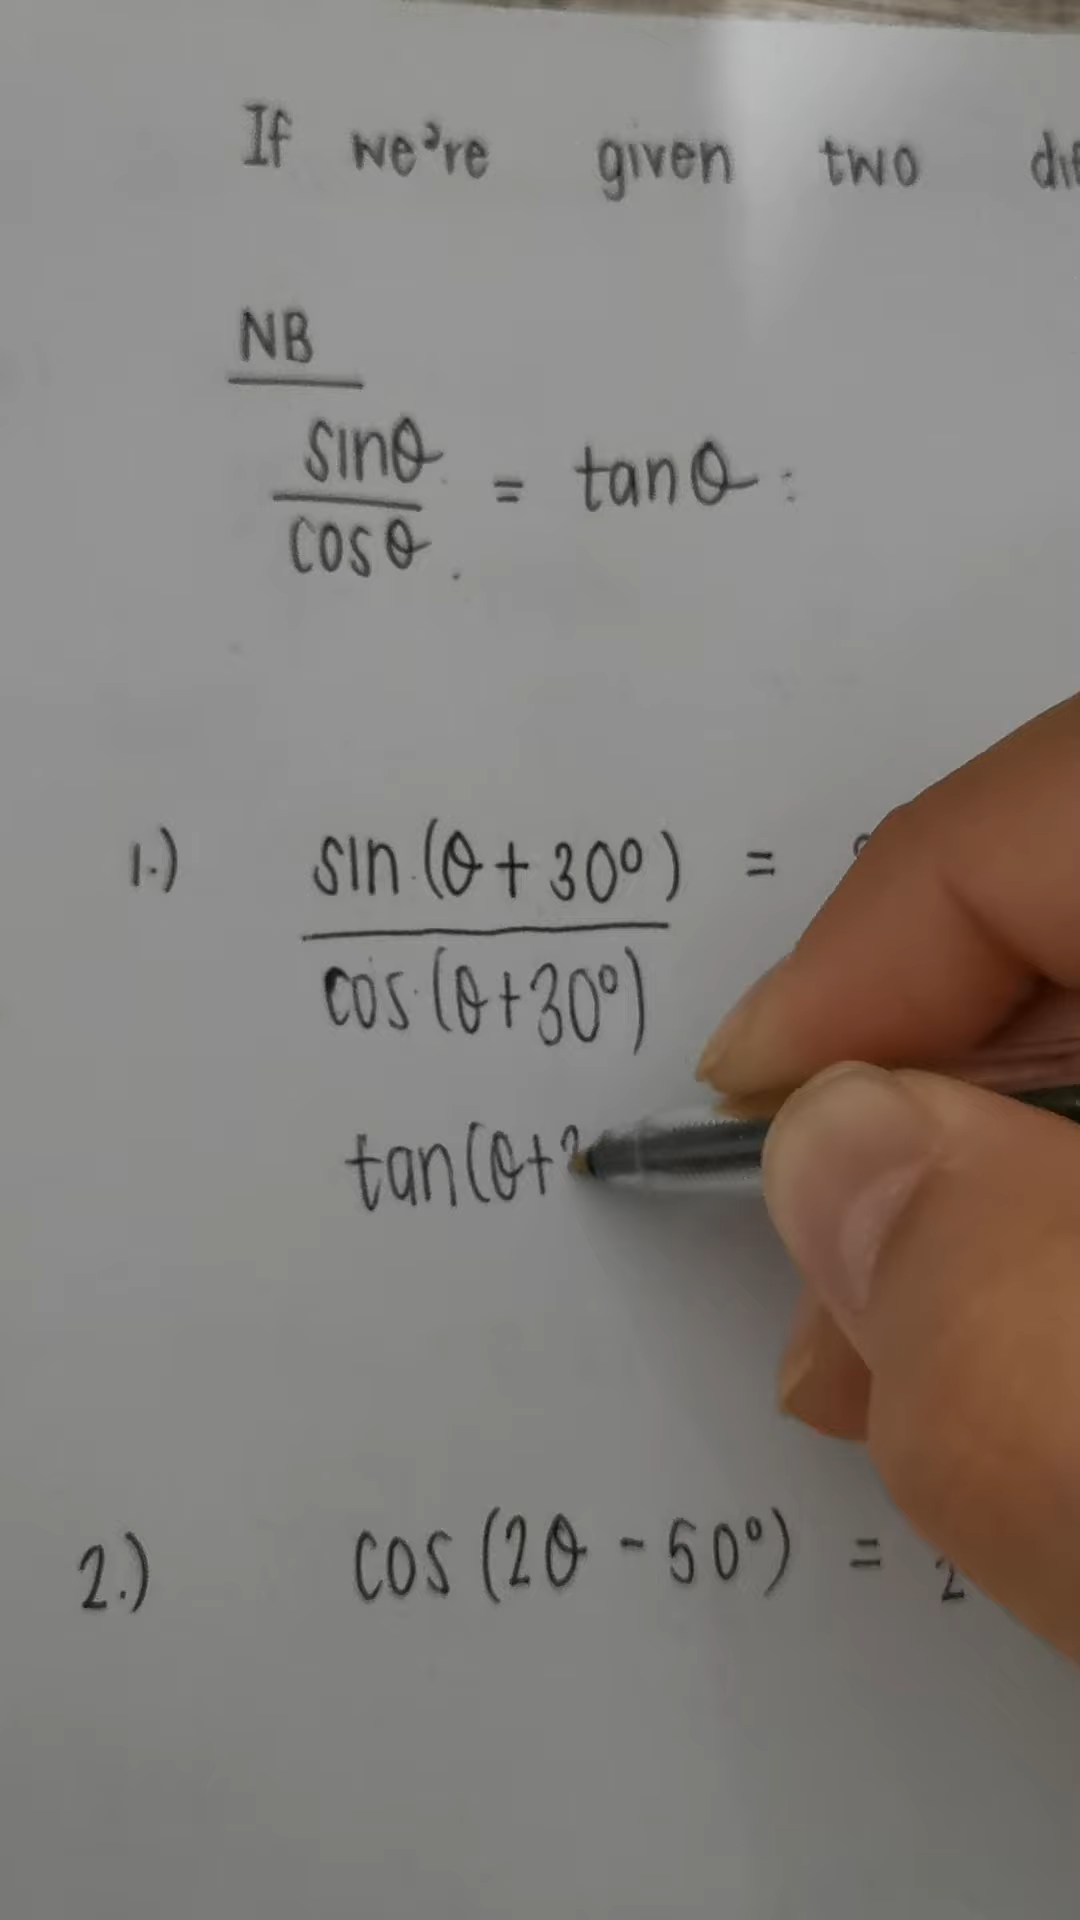 If we're given two
NB
sinθ
cosθ
= tanθ
1.) sin(θ + 30°) =
cos(θ+30°)
tan(θ+
2.) cos(2θ - 50°) =